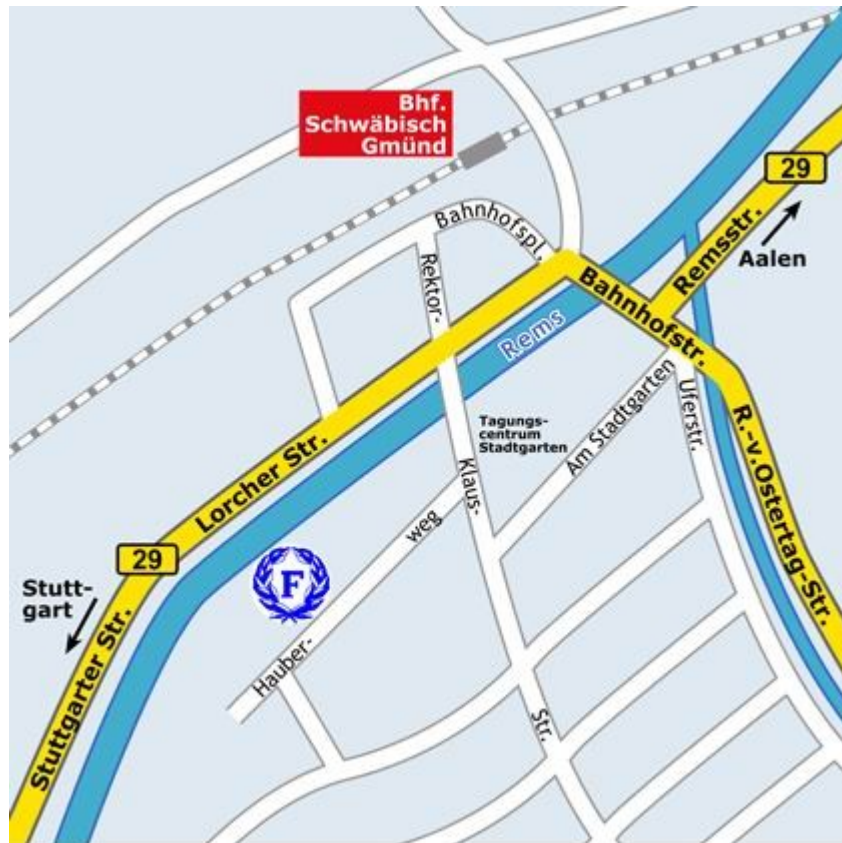 Bhf.
Schwäbisch
Gmünd
29
Bahnhofspl.
Remsstr.
Aalen
Rektor-
Bahnhofstr.
Rems
Am Stadtgarten
Uferstr.
Tagungs-
centrum
Stadtgarten
R.-v.Ostertag-Str.
Lorcher Str.
Klaus-
weg
29
F
Stutt-
gart
Stuttgarter Str.
Hauber-
Str.